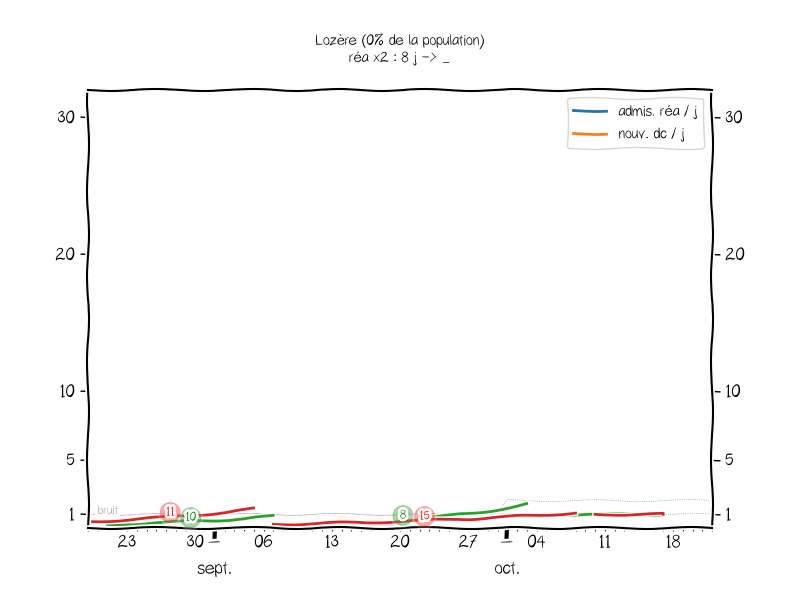 Lozère (0% de la population)
réa x2 : 8 j -> _
admis. réa / j
nouv. dc / j
30 30
20 20
10 10
5 5
1 1
bruit
11 10 8 15
23 30 06 13 20 27 04 11 18
sept. oct.